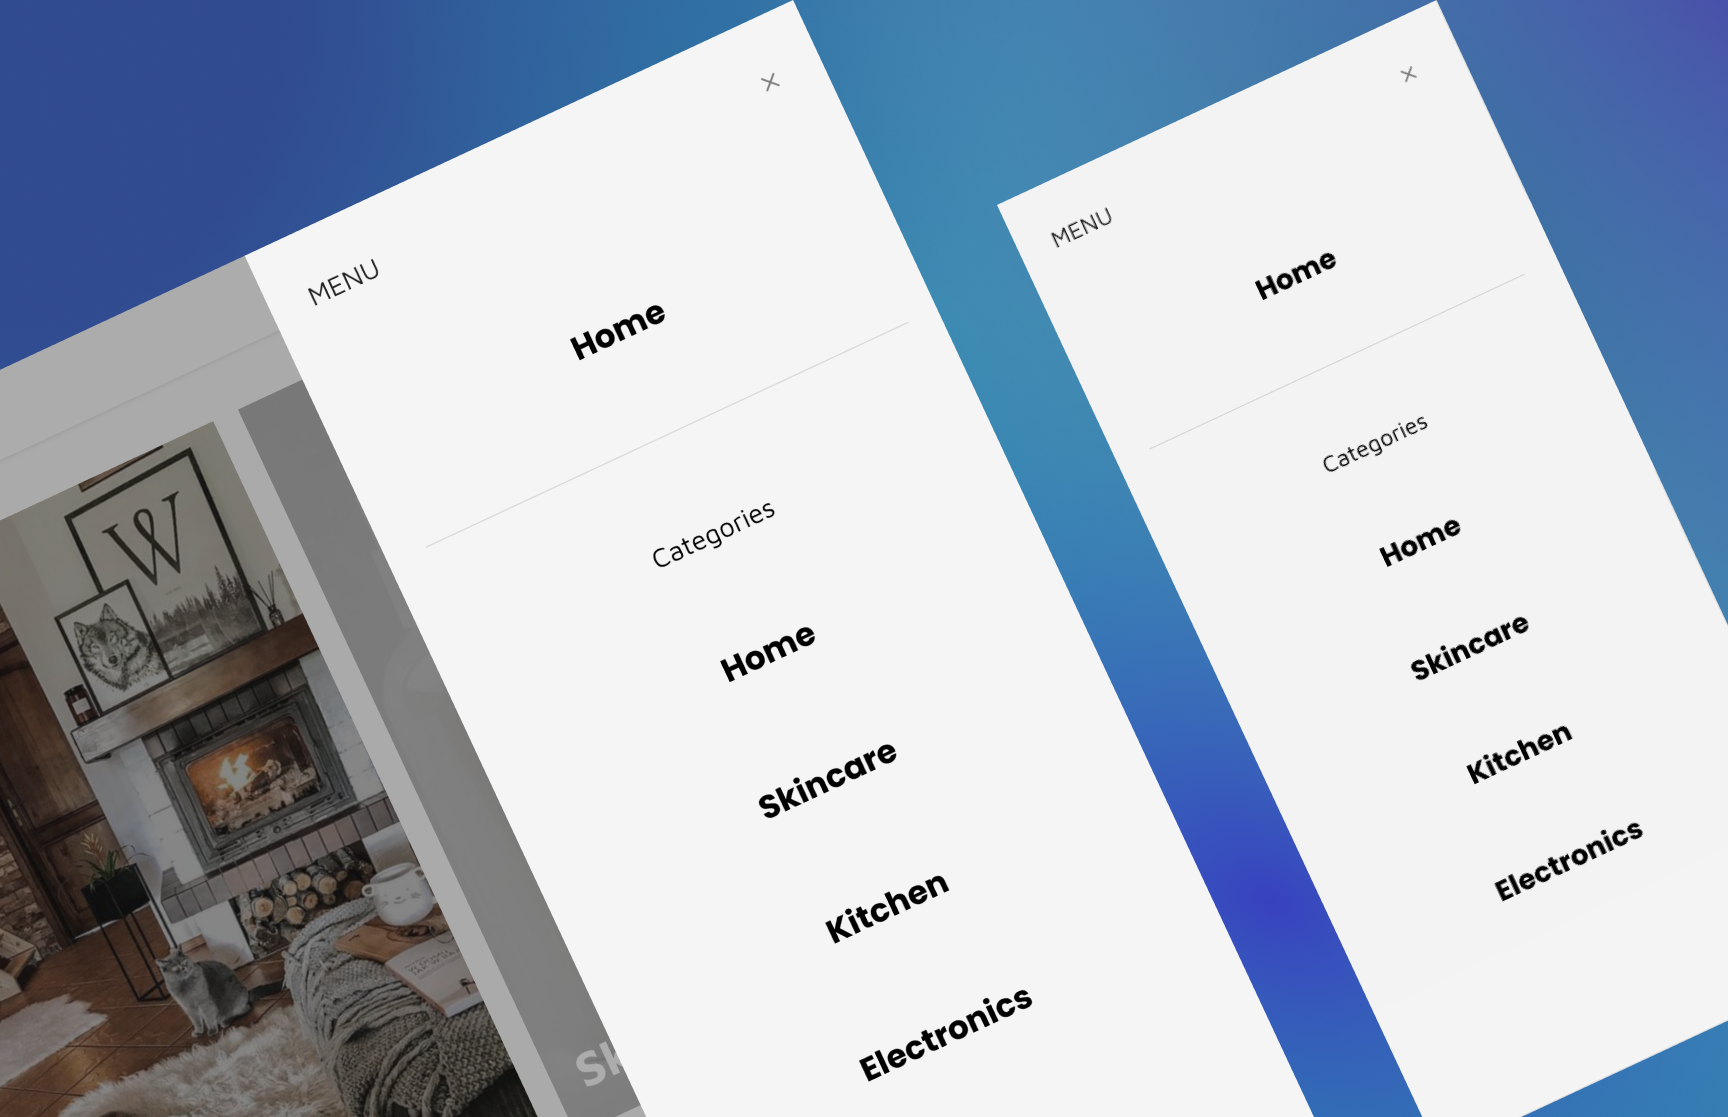 MENU
Home
Categories
Home
Skincare
Kitchen
Electronics
W
Sk
MENU
Home
Categories
Home
Skincare
Kitchen
Electronics